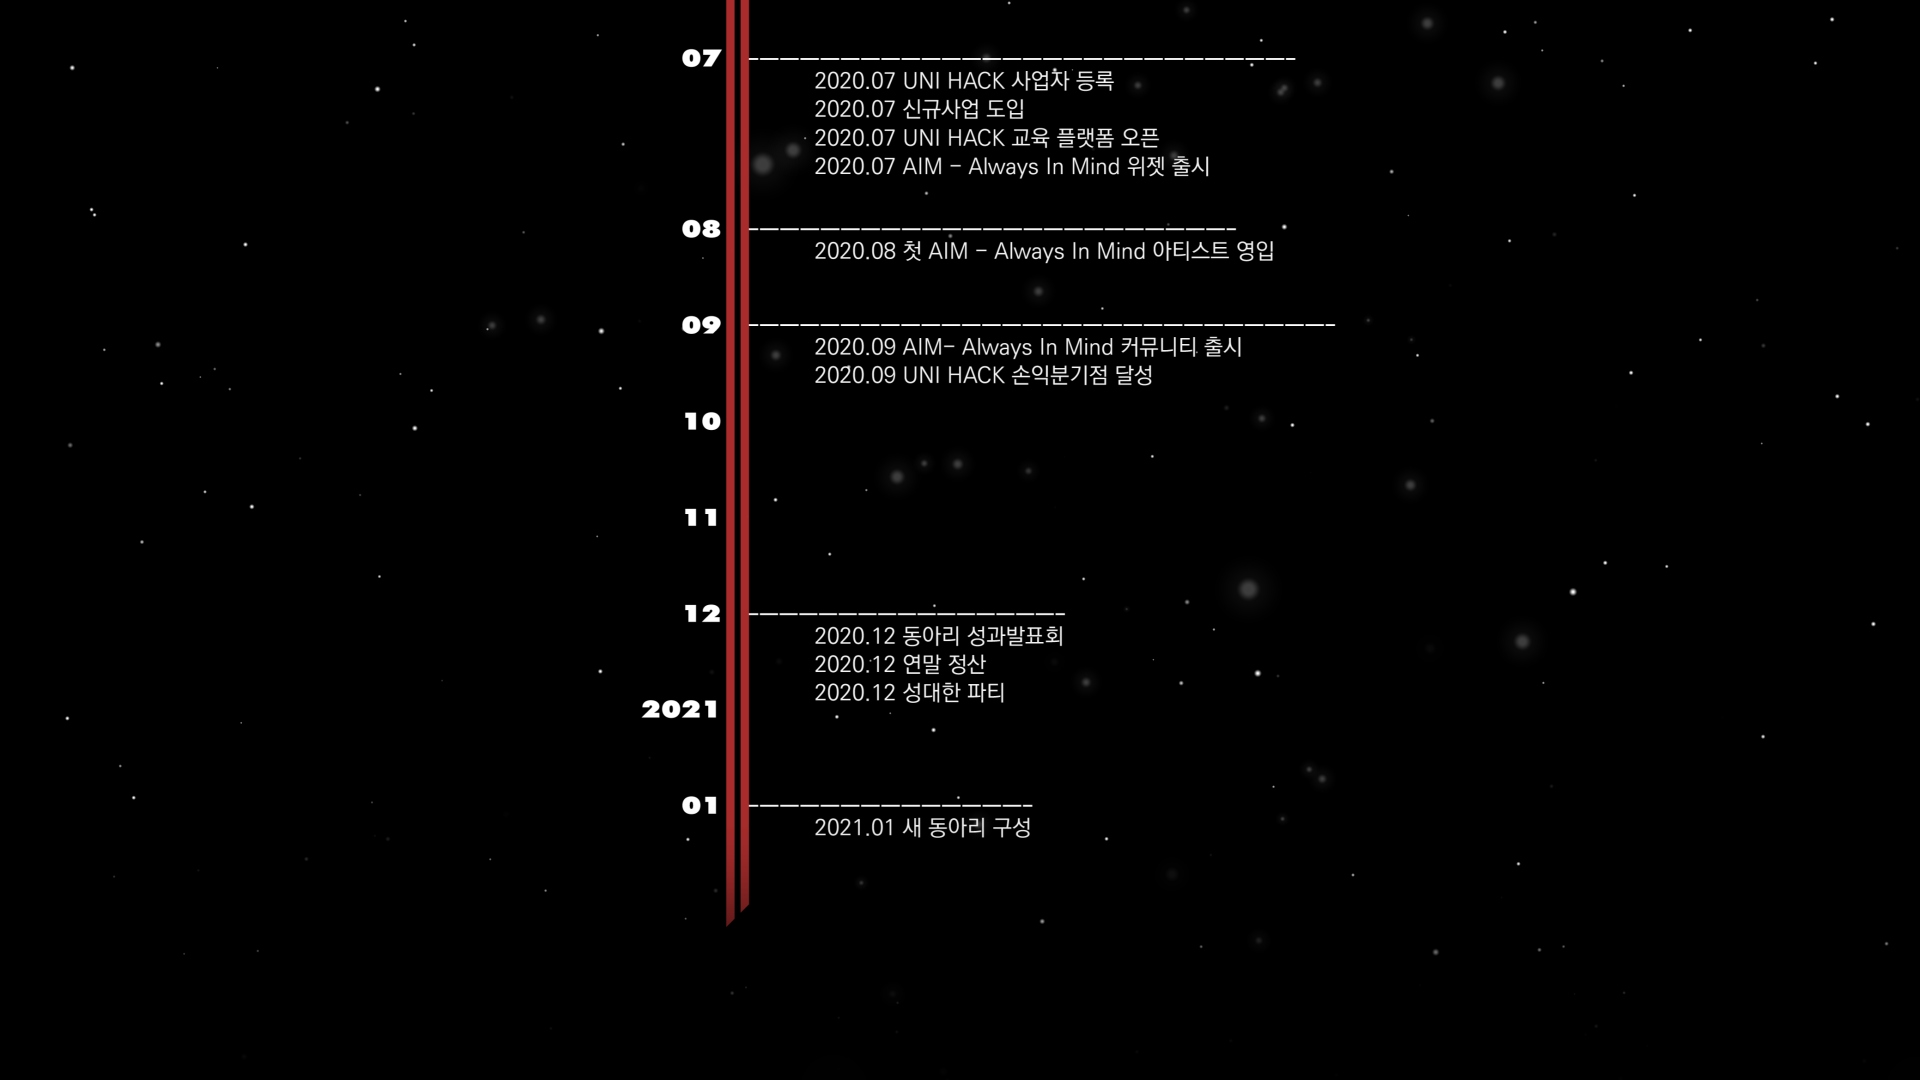 07
2020.07 UNI HACK 사업자 등록
2020.07 신규사업 도입
2020.07 UNI HACK 교육 플랫폼 오픈
2020.07 AIM - Always In Mind 위젯 출시
08
2020.08 첫 AIM - Always In Mind 아티스트 영입
09
2020.09 AIM- Always In Mind 커뮤니티 출시
2020.09 UNI HACK 손익분기점 달성
10
11
12
2020.12 동아리 성과발표회
2020.12 연말 정산
2020.12 성대한 파티
2021
01
2021.01 새 동아리 구성